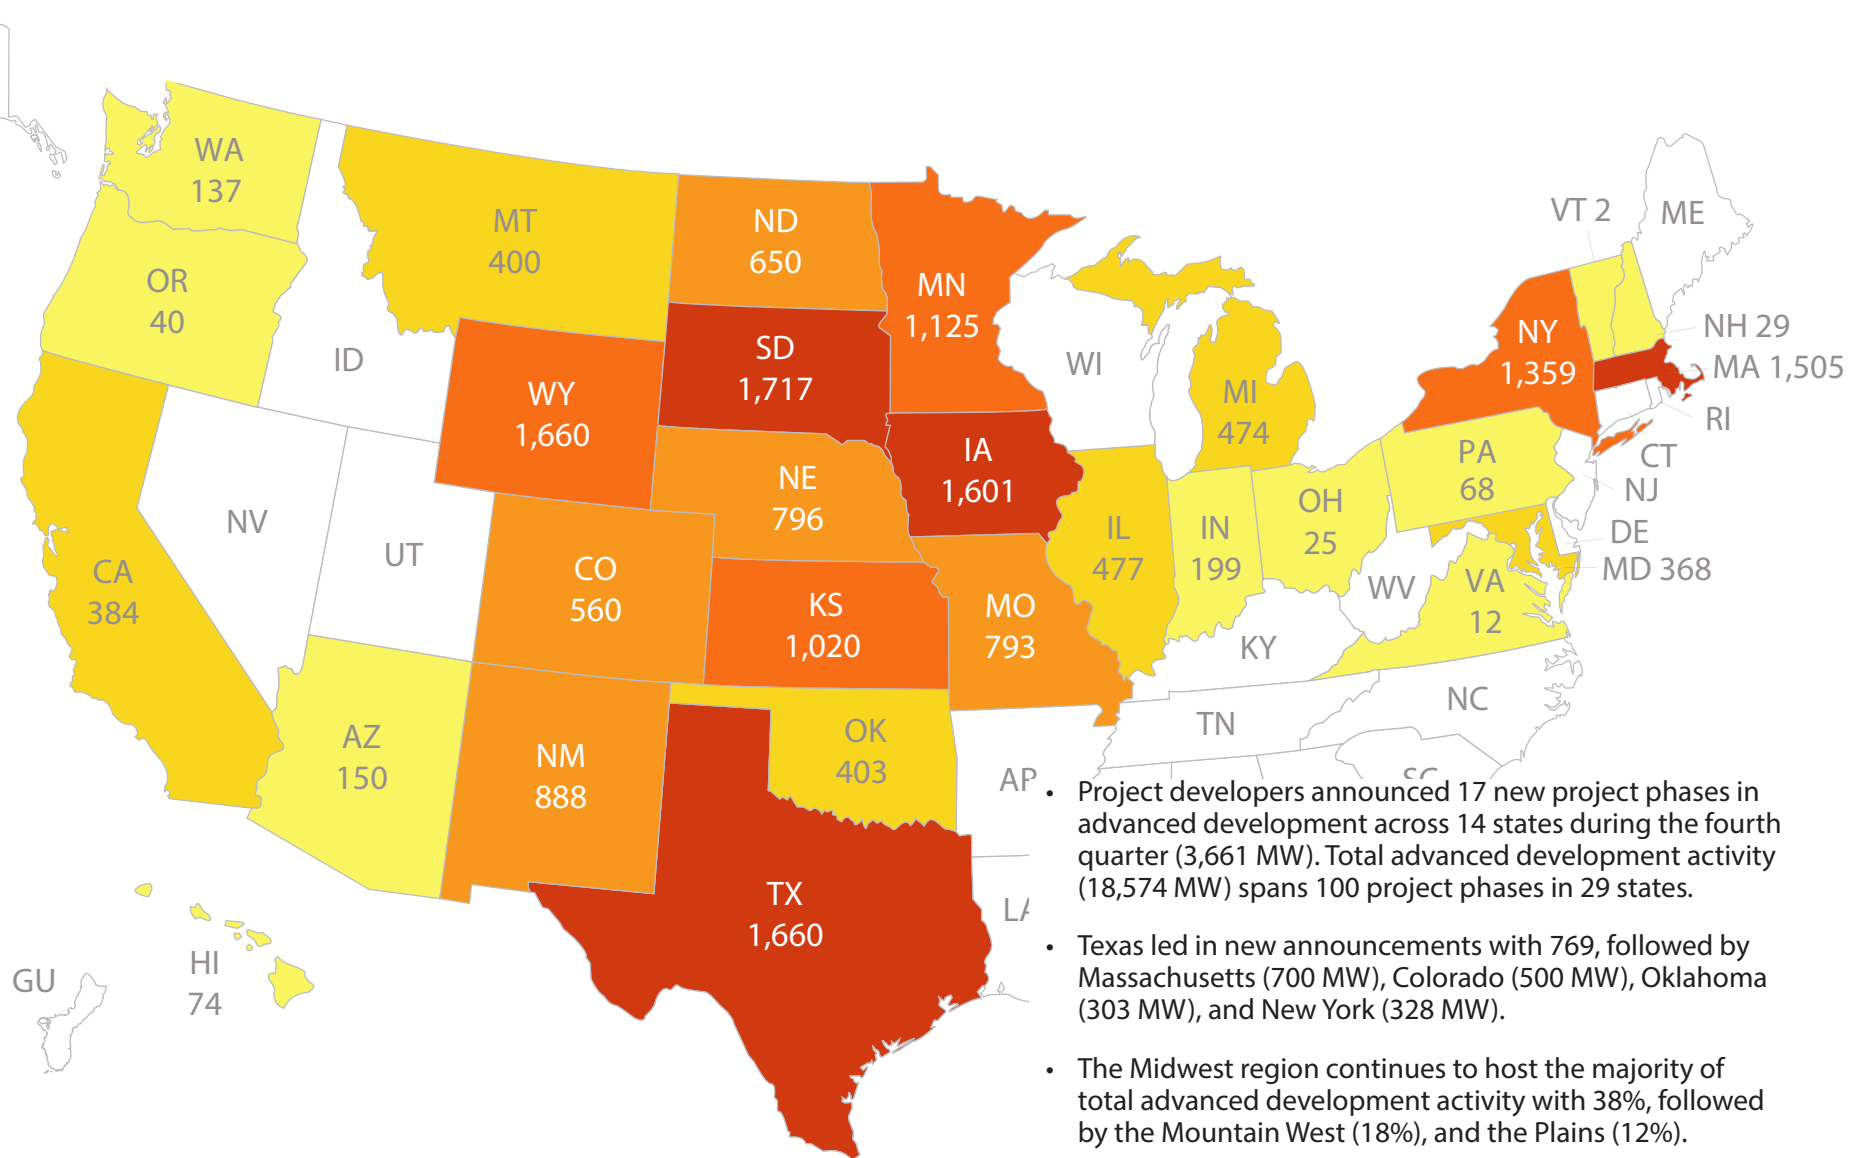 WA
137
OR
40
CA
384
ID
NV
UT
AZ
150
MT
400
WY
1,660
CO
560
NM
888
ND
650
SD
1,717
NE
796
KS
1,020
OK
403
TX
1,660
MN
1,125
IA
1,601
MO
793
WI
IL
477
MI
474
IN
199
OH
25
KY
TN
WV
VA
12
NC
PA
68
NY
1,359
VT 2
ME
NH 29
MA 1,505
RI
CT
NJ
DE
MD 368
HI
74
GU
• Project developers announced 17 new project phases in
advanced development across 14 states during the fourth
quarter (3,661 MW). Total advanced development activity
(18,574 MW) spans 100 project phases in 29 states.
• Texas led in new announcements with 769, followed by
Massachusetts (700 MW), Colorado (500 MW), Oklahoma
(303 MW), and New York (328 MW).
• The Midwest region continues to host the majority of
total advanced development activity with 38%, followed
by the Mountain West (18%), and the Plains (12%).